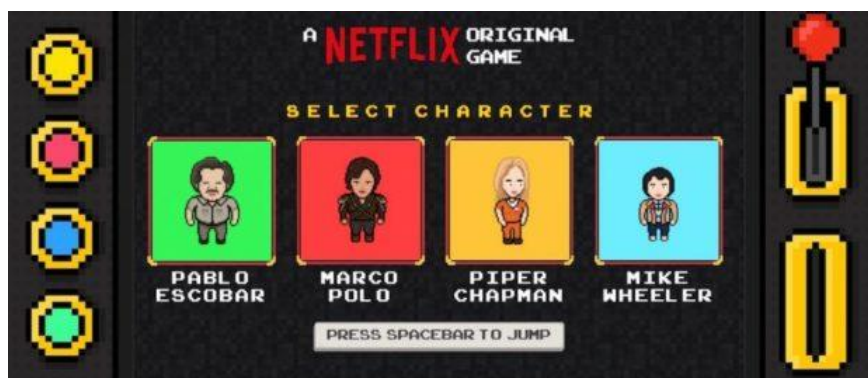 A NETFLIX ORIGINAL
GAME
SELECT CHARACTER
PABLO
ESCOBAR
MARCO
POLO
PIPER
CHAPMAN
MIKE
WHEELER
PRESS SPACEBAR TO JUMP